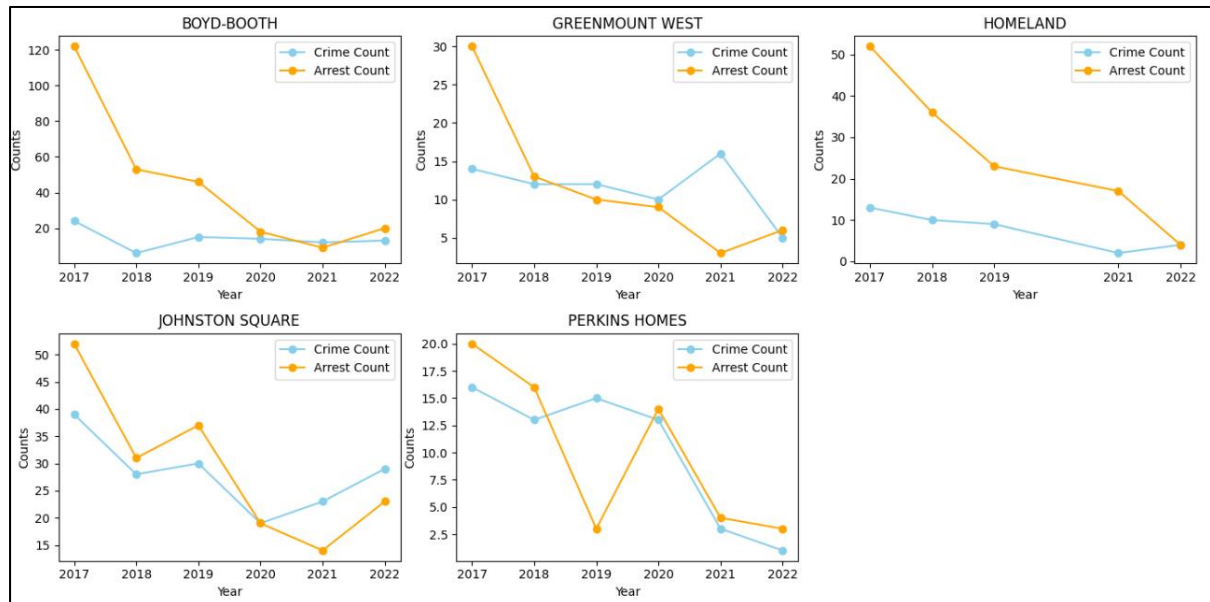 BOYD-BOOTH
Crime Count
Arrest Count
Counts
120
100
80
60
40
20
2017 2018 2019 2020 2021 2022
Year
GREENMOUNT WEST
Crime Count
Arrest Count
Counts
30
25
20
15
10
5
2017 2018 2019 2020 2021 2022
Year
HOMELAND
Crime Count
Arrest Count
Counts
50
40
30
20
10
0
2017 2018 2019 2021 2022
Year
JOHNSTON SQUARE
Crime Count
Arrest Count
Counts
50
45
40
35
30
25
20
15
2017 2018 2019 2020 2021 2022
Year
PERKINS HOMES
Crime Count
Arrest Count
Counts
20.0
17.5
15.0
12.5
10.0
7.5
5.0
2.5
2017 2018 2019 2020 2021 2022
Year